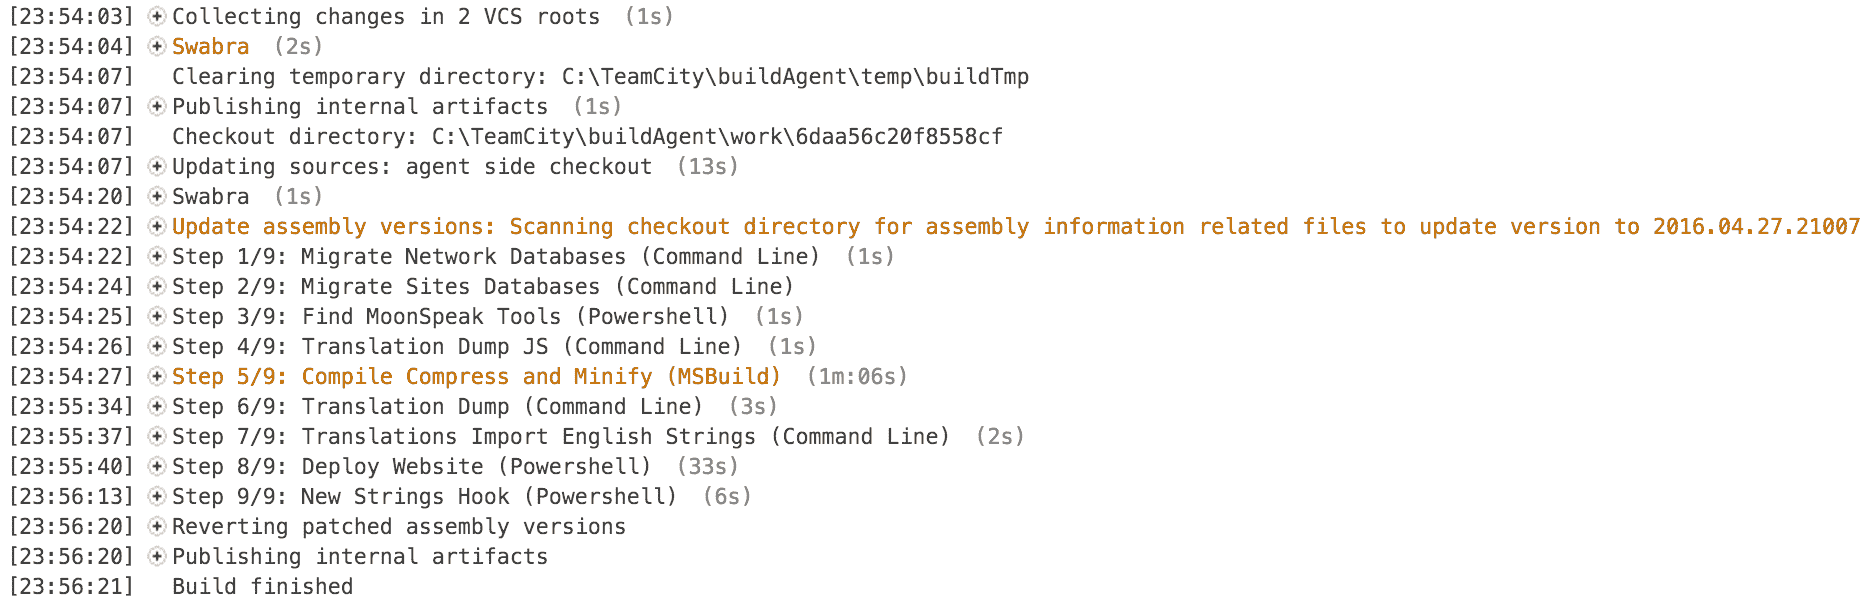 [23:54:03] Collecting changes in 2 VCS roots (1s)
[23:54:04] Swabra (2s)
[23:54:07] Clearing temporary directory: C:\TeamCity\buildAgent\temp\buildTmp
[23:54:07] Publishing internal artifacts (1s)
[23:54:07] Checkout directory: C:\TeamCity\buildAgent\work\6daa56c20f8558cf
[23:54:07] Updating sources: agent side checkout (13s)
[23:54:20] Swabra (1s)
[23:54:22] Update assembly versions: Scanning checkout directory for assembly information related files to update version to 2016.04.27.21007
[23:54:22] Step 1/9: Migrate Network Databases (Command Line) (1s)
[23:54:24] Step 2/9: Migrate Sites Databases (Command Line)
[23:54:25] Step 3/9: Find MoonSpeak Tools (Powershell) (1s)
[23:54:26] Step 4/9: Translation Dump JS (Command Line) (1s)
[23:54:27] Step 5/9: Compile Compress and Minify (MSBuild) (1m:06s)
[23:55:34] Step 6/9: Translation Dump (Command Line) (3s)
[23:55:37] Step 7/9: Translations Import English Strings (Command Line) (2s)
[23:55:40] Step 8/9: Deploy Website (Powershell) (33s)
[23:56:13] Step 9/9: New Strings Hook (Powershell) (6s)
[23:56:20] Reverting patched assembly versions
[23:56:20] Publishing internal artifacts
[23:56:21] Build finished